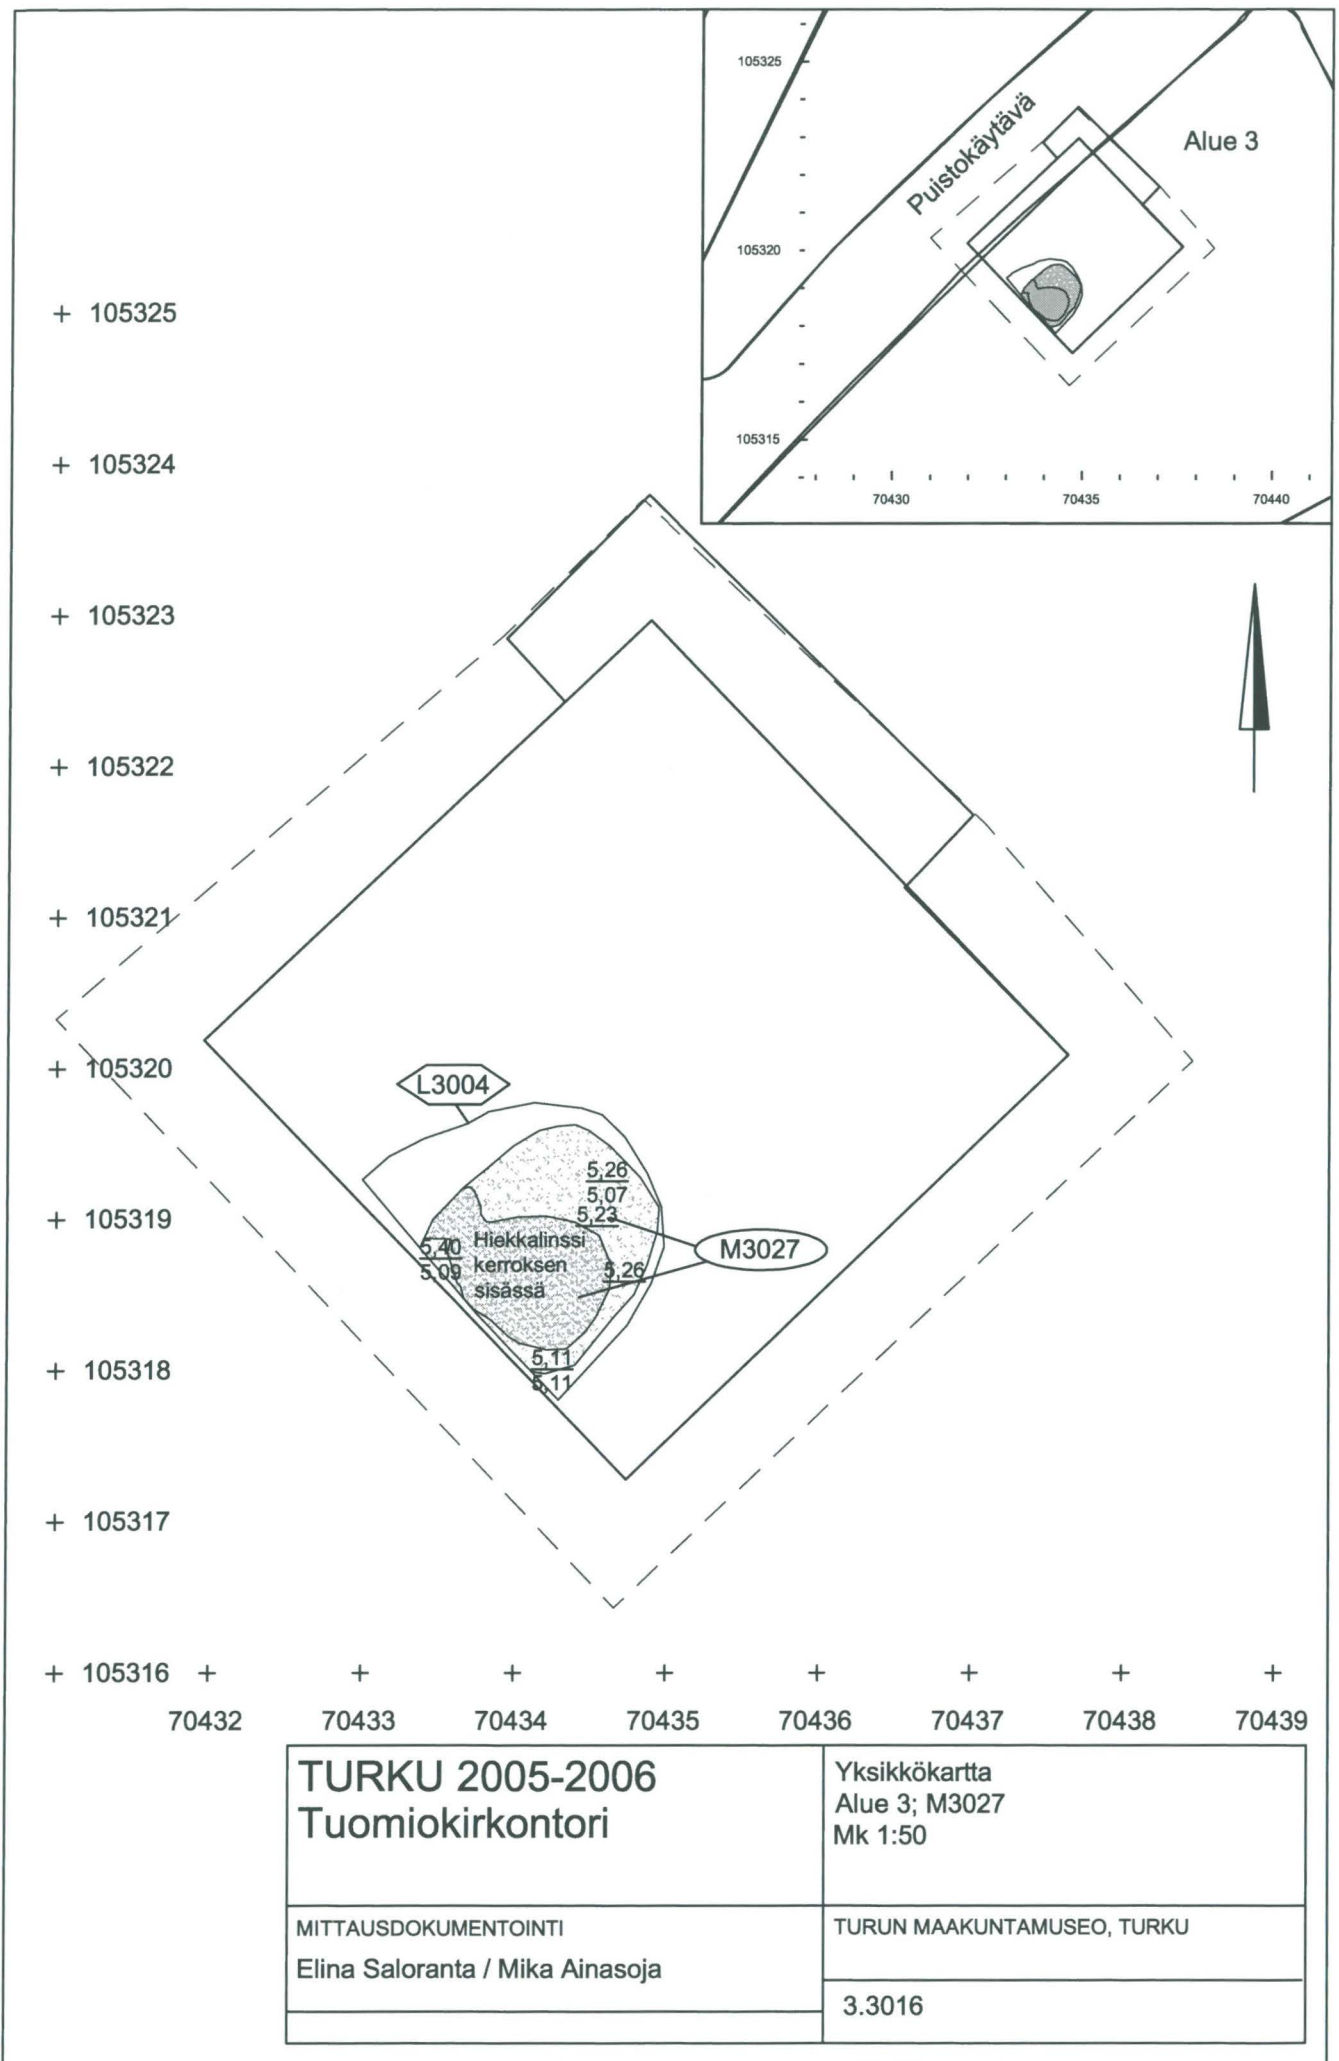 105325
Puistokäytävä
Alue 3
105320
105315
70430
70435
70440
105325
105324
105323
105322
105321
105320
105319
105318
105317
105316
L3004
5,26
5,07
5,23
M3027
5,40
5,09
Hiekkalinssi
kerroksen
sisässä
5,26
5,11
5,11
70432
70433
70434
70435
70436
70437
70438
70439
TURKU 2005-2006
Tuomiokirkontori
Yksikkökartta
Alue 3; M3027
Mk 1:50
MITTAUSDOKUMENTOINTI
Elina Saloranta / Mika Ainasoja
TURUN MAAKUNTAMUSEO, TURKU
3.3016